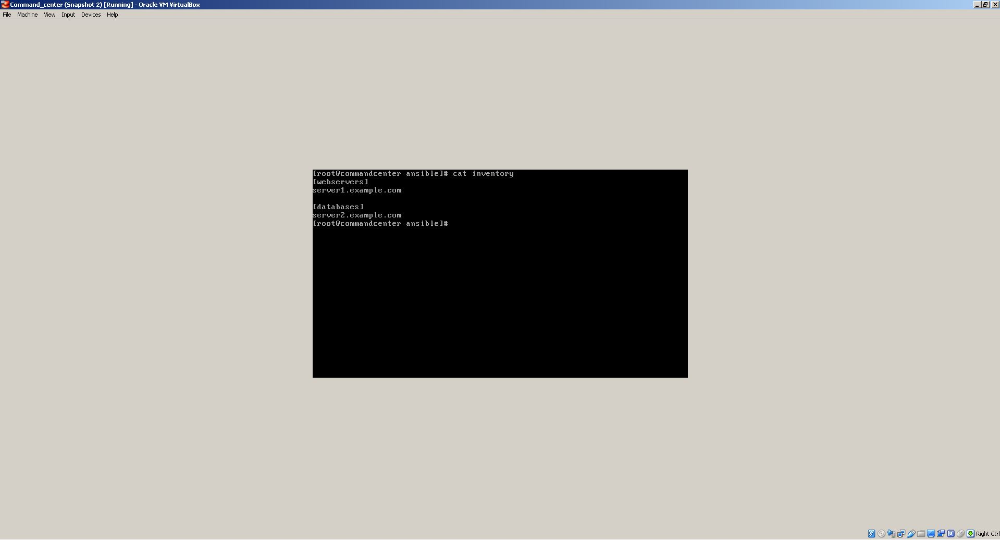 Command_center (Snapshot 2) [Running] - Oracle VM VirtualBox
File Machine View Input Devices Help
[root@commandcenter ansible]# cat inventory
[webservers]
server1.example.com
[databases]
server2.example.com
[root@commandcenter ansible]#
Right Ctrl